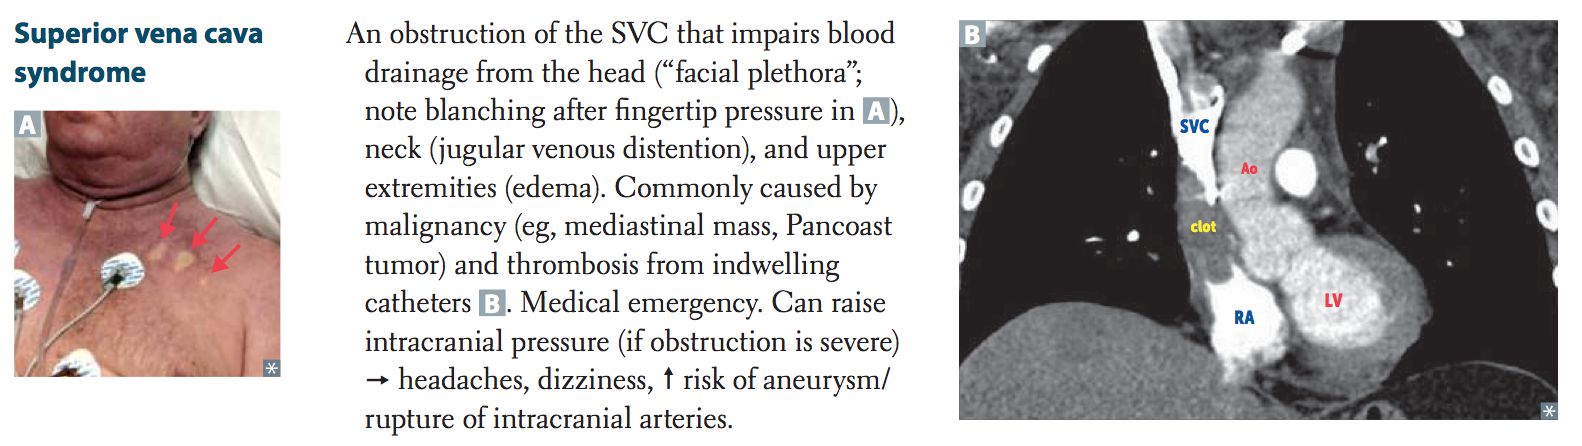 Superior vena cava
syndrome
A
*
An obstruction of the SVC that impairs blood
drainage from the head (“facial plethora”;
note blanching after fingertip pressure in A),
neck (jugular venous distention), and upper
extremities (edema). Commonly caused by
malignancy (eg, mediastinal mass, Pancoast
tumor) and thrombosis from indwelling
catheters B. Medical emergency. Can raise
intracranial pressure (if obstruction is severe)
→ headaches, dizziness, ↑ risk of aneurysm/
rupture of intracranial arteries.
B
SVC
Ao
clot
LV
RA
*